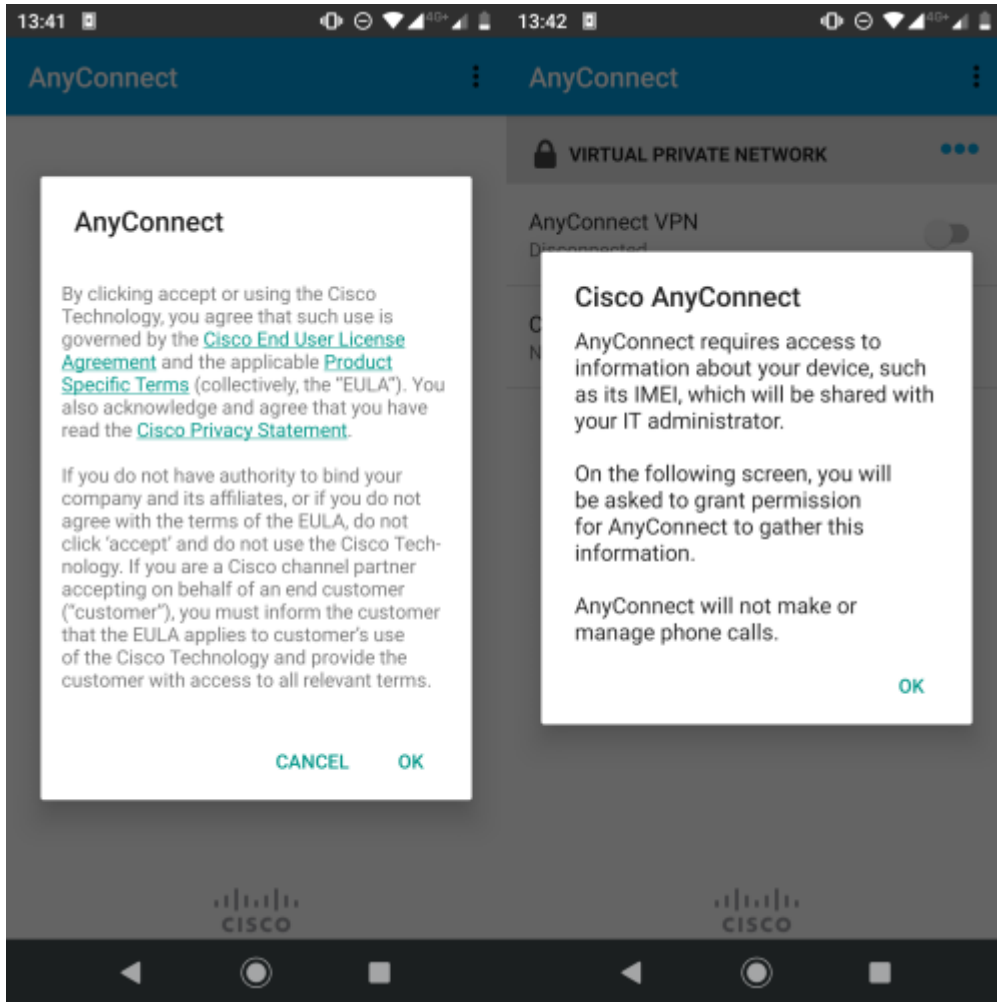 13:41
4G+
AnyConnect
AnyConnect
By clicking accept or using the Cisco
Technology, you agree that such use is
governed by the Cisco End User License
Agreement and the applicable Product
Specific Terms (collectively, the "EULA"). You
also acknowledge and agree that you have
read the Cisco Privacy Statement.
If you do not have authority to bind your
company and its affiliates, or if you do not
agree with the terms of the EULA, do not
click 'accept' and do not use the Cisco Tech-
nology. If you are a Cisco channel partner
accepting on behalf of an end customer
("customer"), you must inform the customer
that the EULA applies to customer's use
of the Cisco Technology and provide the
customer with access to all relevant terms.
CANCEL OK
CISCO
13:42
4G+
AnyConnect
VIRTUAL PRIVATE NETWORK
AnyConnect VPN
Disconnected
C
N
Cisco AnyConnect
AnyConnect requires access to
information about your device, such
as its IMEI, which will be shared with
your IT administrator.
On the following screen, you will
be asked to grant permission
for AnyConnect to gather this
information.
AnyConnect will not make or
manage phone calls.
OK
CISCO